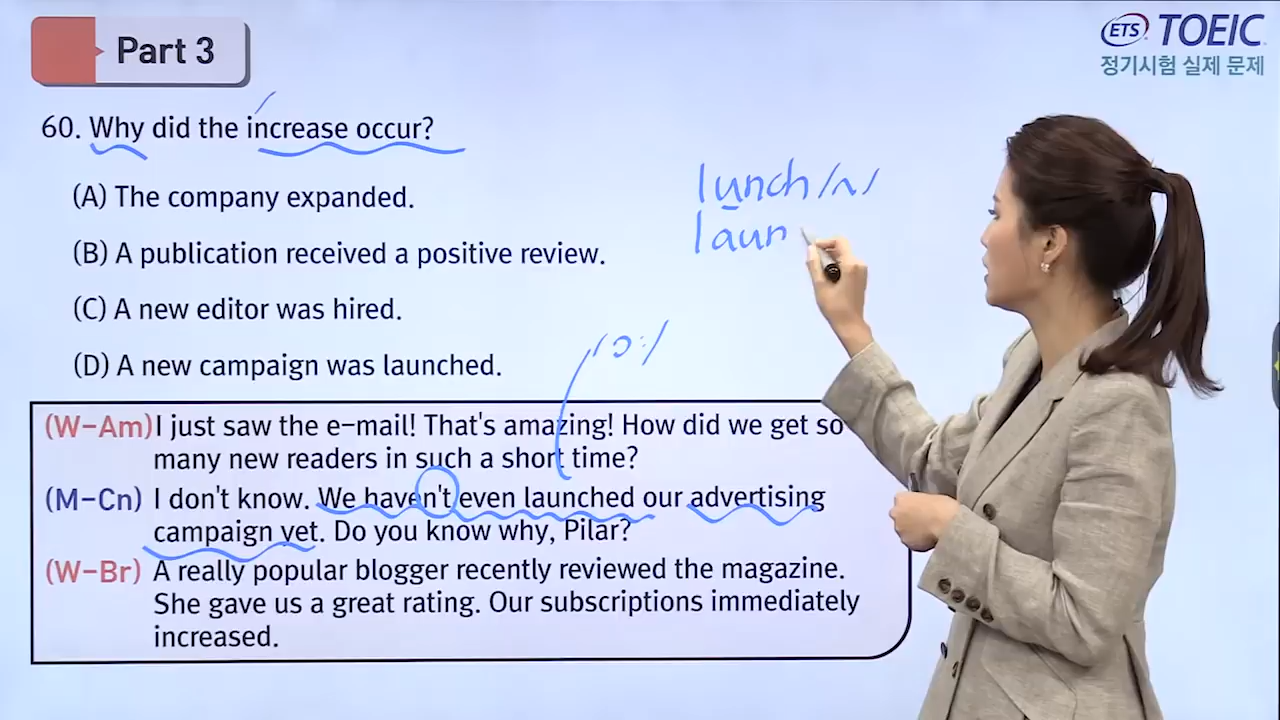 Part 3
ETS TOEIC
정기시험 실제 문제
60. Why did the increase occur?
(A) The company expanded.
(B) A publication received a positive review.
(C) A new editor was hired.
(D) A new campaign was launched.
lunch /ʌ/
laun
/ɔ:/
(W-Am) I just saw the e-mail! That's amazing! How did we get so
many new readers in such a short time?
(M-Cn) I don't know. We haven't even launched our advertising
campaign yet. Do you know why, Pilar?
(W-Br) A really popular blogger recently reviewed the magazine.
She gave us a great rating. Our subscriptions immediately
increased.